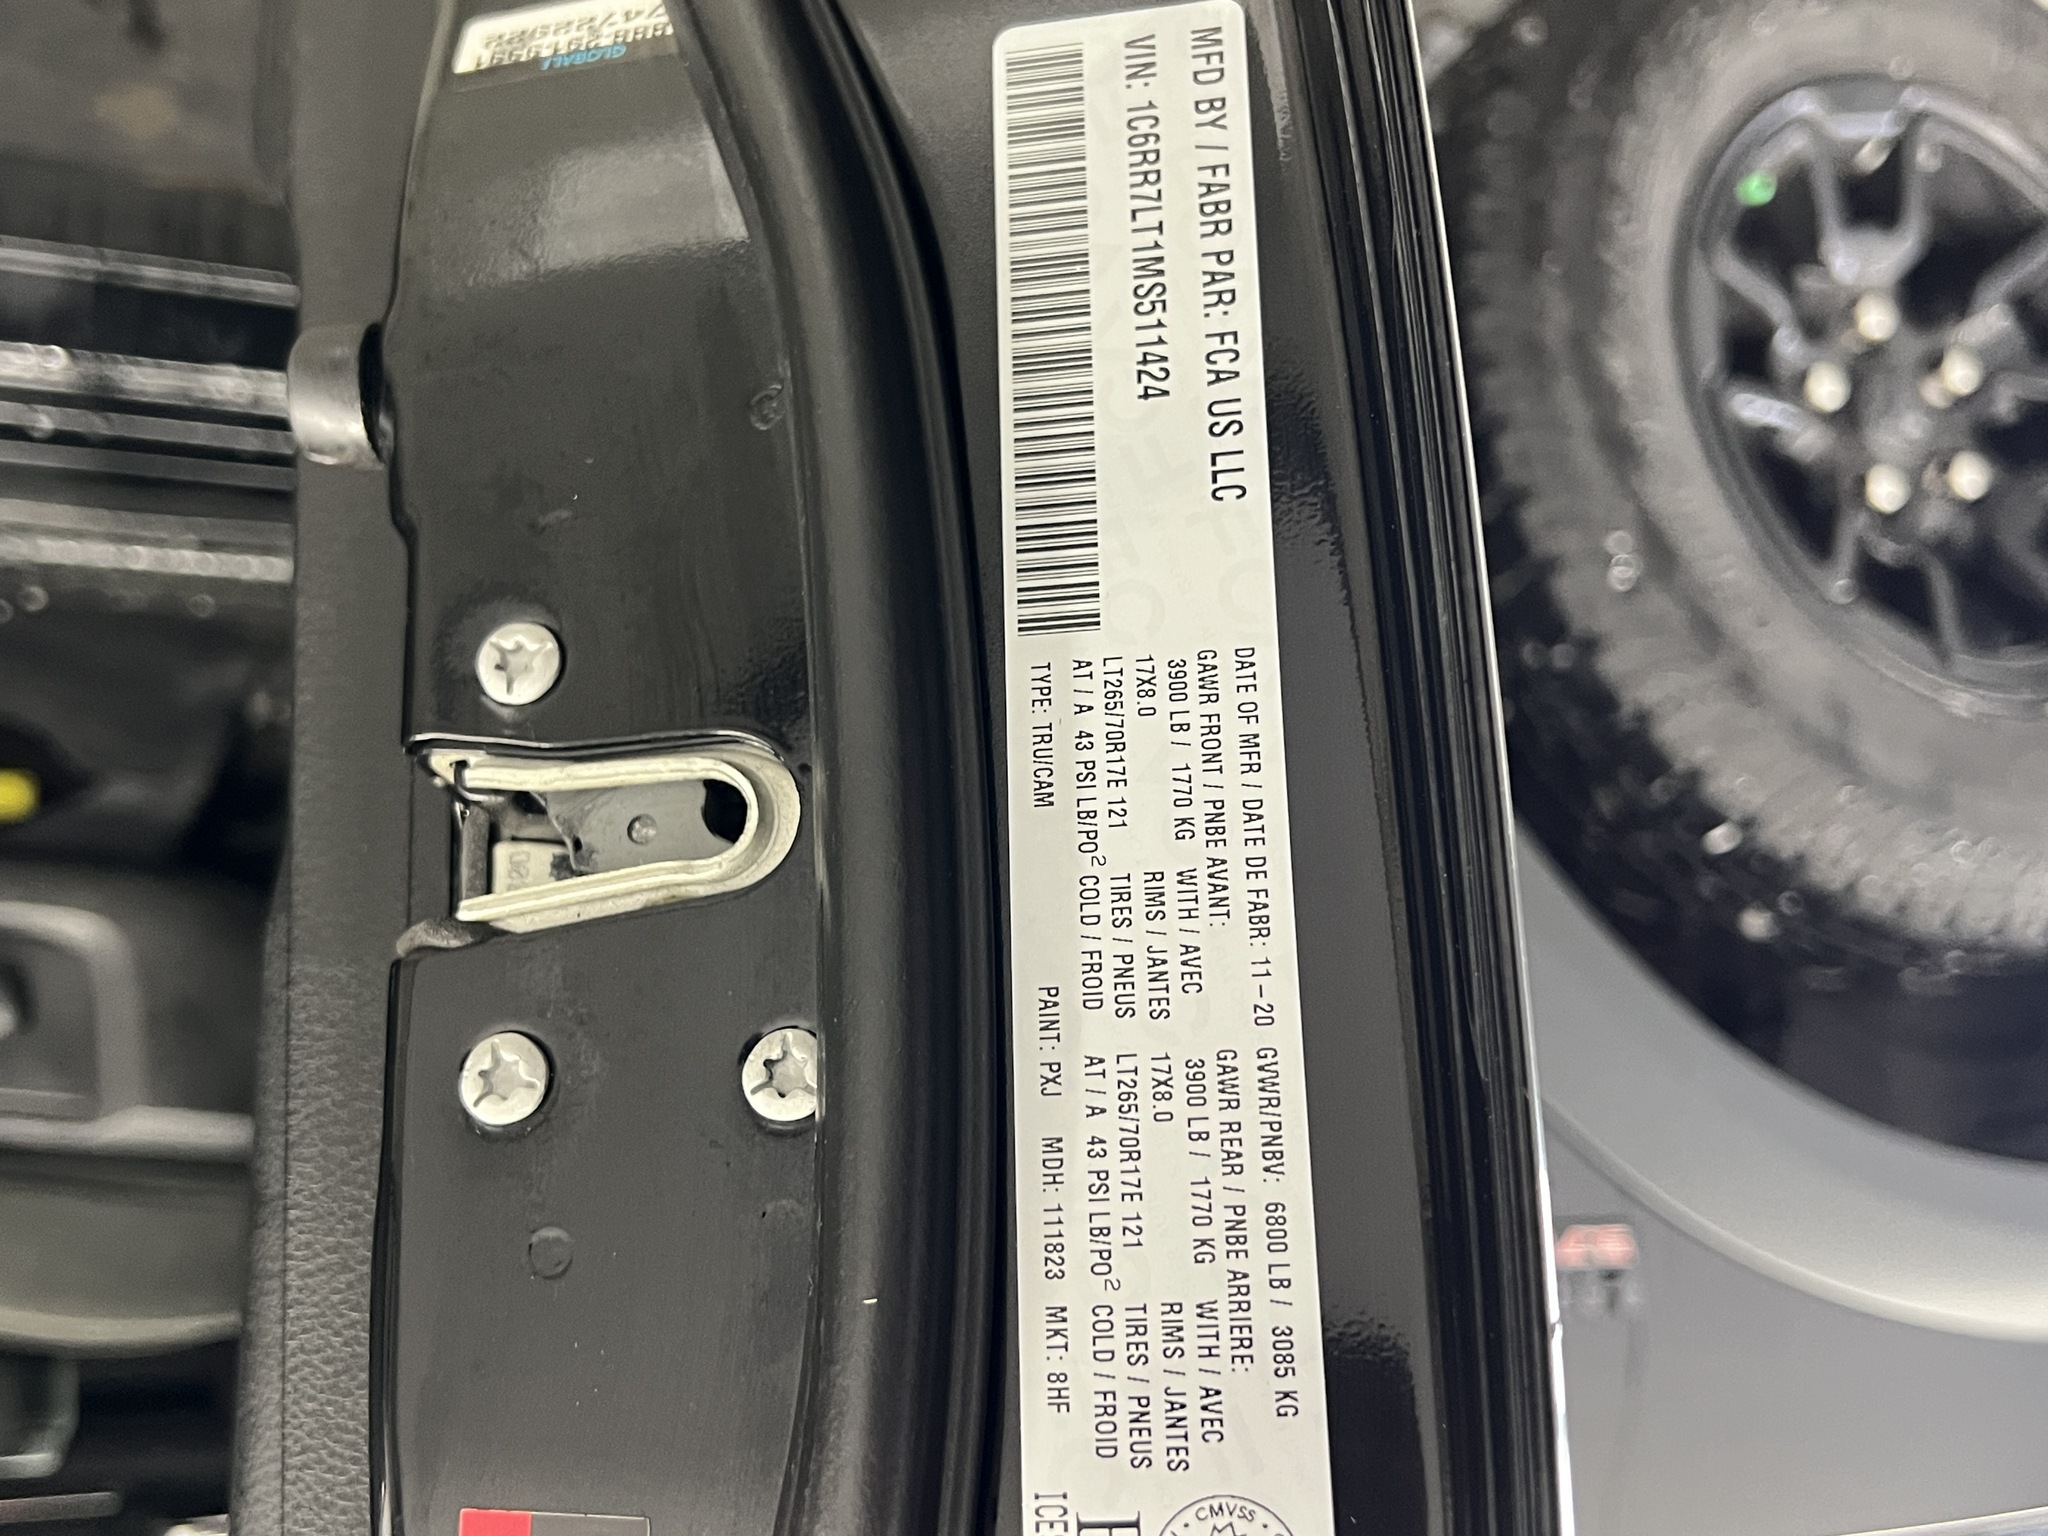 MFD BY / FABR PAR: FCA US LLC
VIN: 1C6RR7LT1MS511424
DATE OF MFR / DATE DE FABR: 11-20 GVWR/PNBV: 6800 LB / 3085 KG
GAWR FRONT / PNBE AVANT: GAWR REAR / PNBE ARRIERE:
3900 LB / 1770 KG WITH / AVEC 3900 LB / 1770 KG WITH / AVEC
17X8.0 RIMS / JANTES 17X8.0 RIMS / JANTES
LT265/70R17E 121 TIRES / PNEUS LT265/70R17E 121 TIRES / PNEUS
AT / A 43 PSI LB/PO² COLD / FROID AT / A 43 PSI LB/PO² COLD / FROID
TYPE: TRU/CAM PAINT: PXJ MDH: 111823 MKT: 8HF
CMVSS